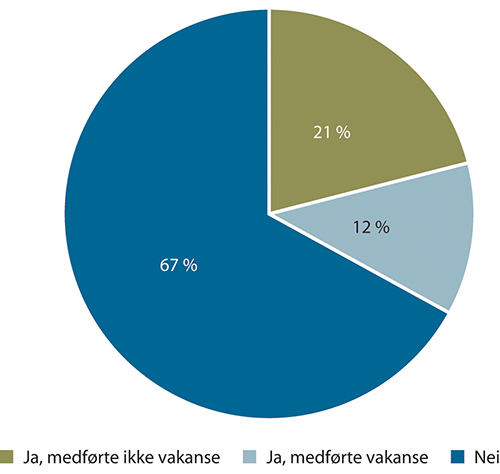 21 %
12 %
67 %
Ja, medførte ikke vakanse
Ja, medførte vakanse
Nei